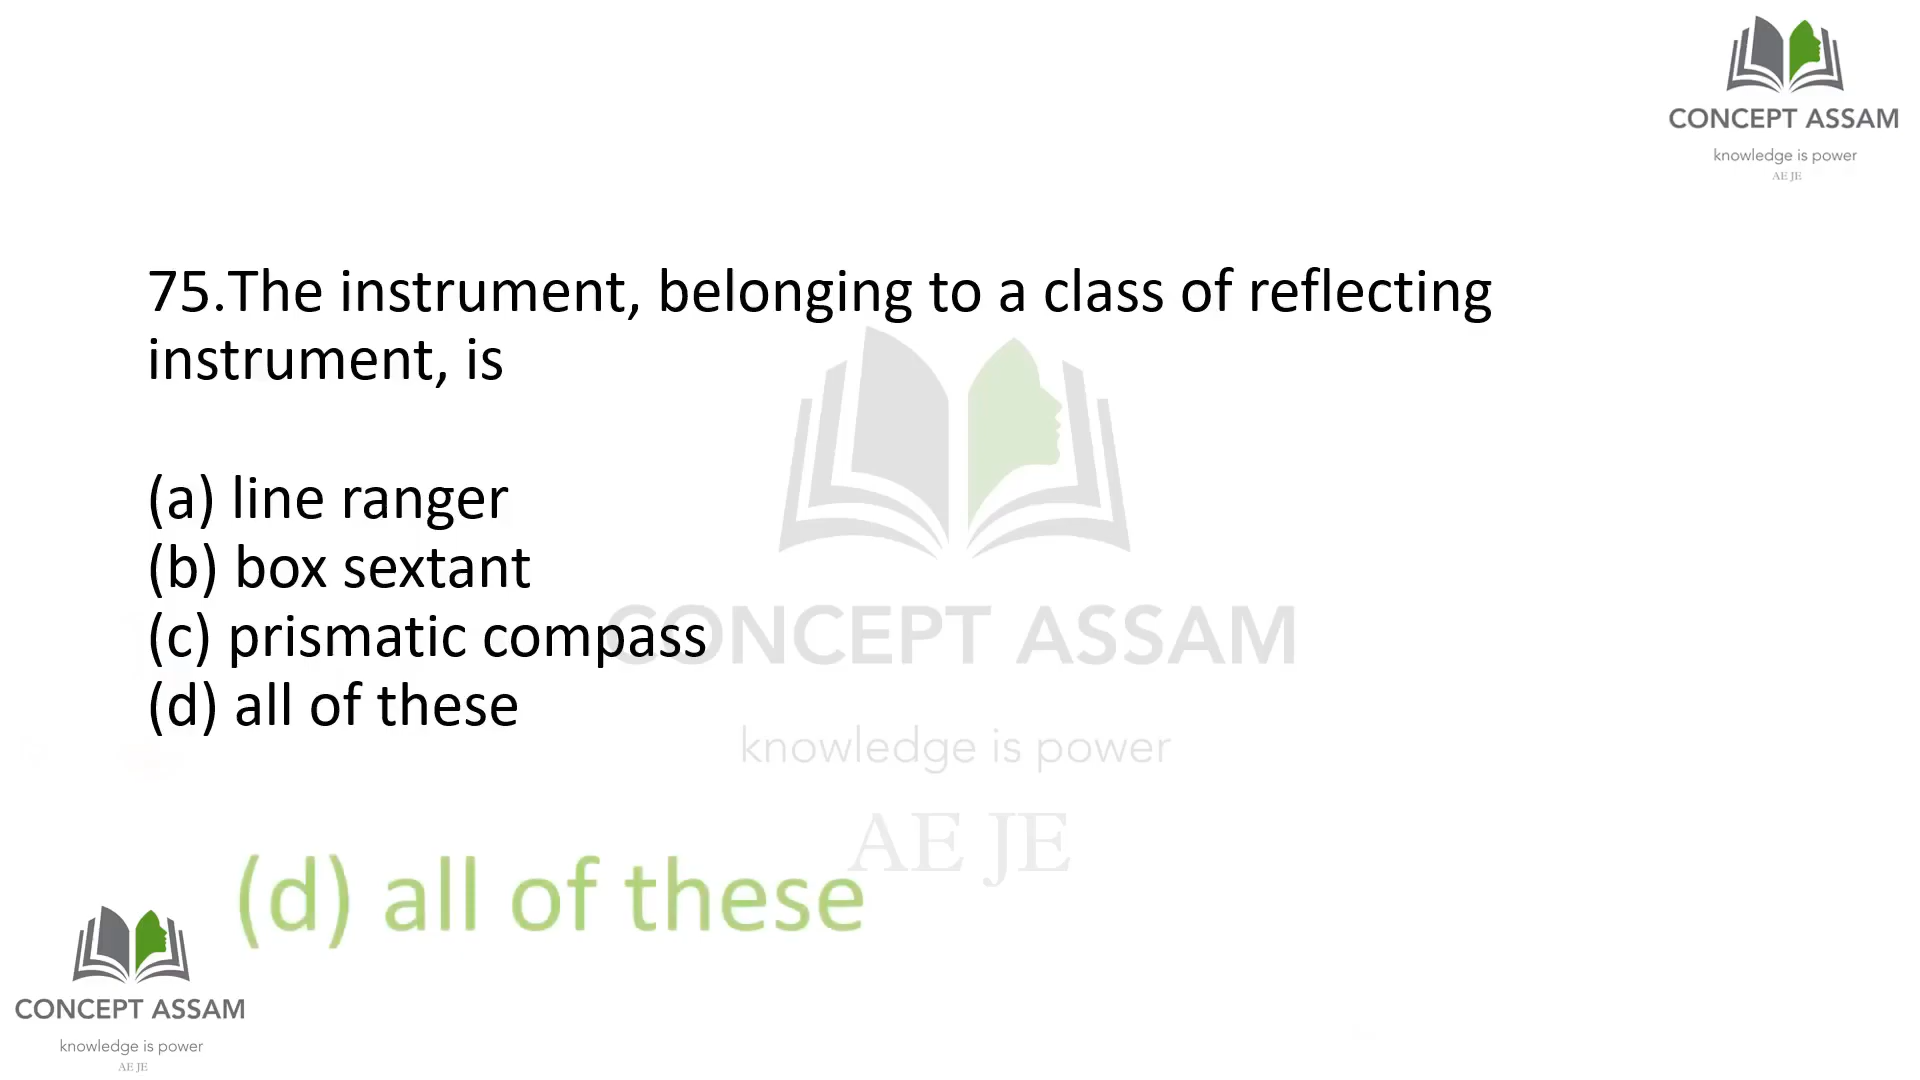 CONCEPT ASSAM
knowledge is power
AE JE
75.The instrument, belonging to a class of reflecting
instrument, is
(a) line ranger
(b) box sextant
(c) prismatic compass
(d) all of these
CONCEPT ASSAM
knowledge is power
AE JE
(d) all of these
CONCEPT ASSAM
knowledge is power
AE JE